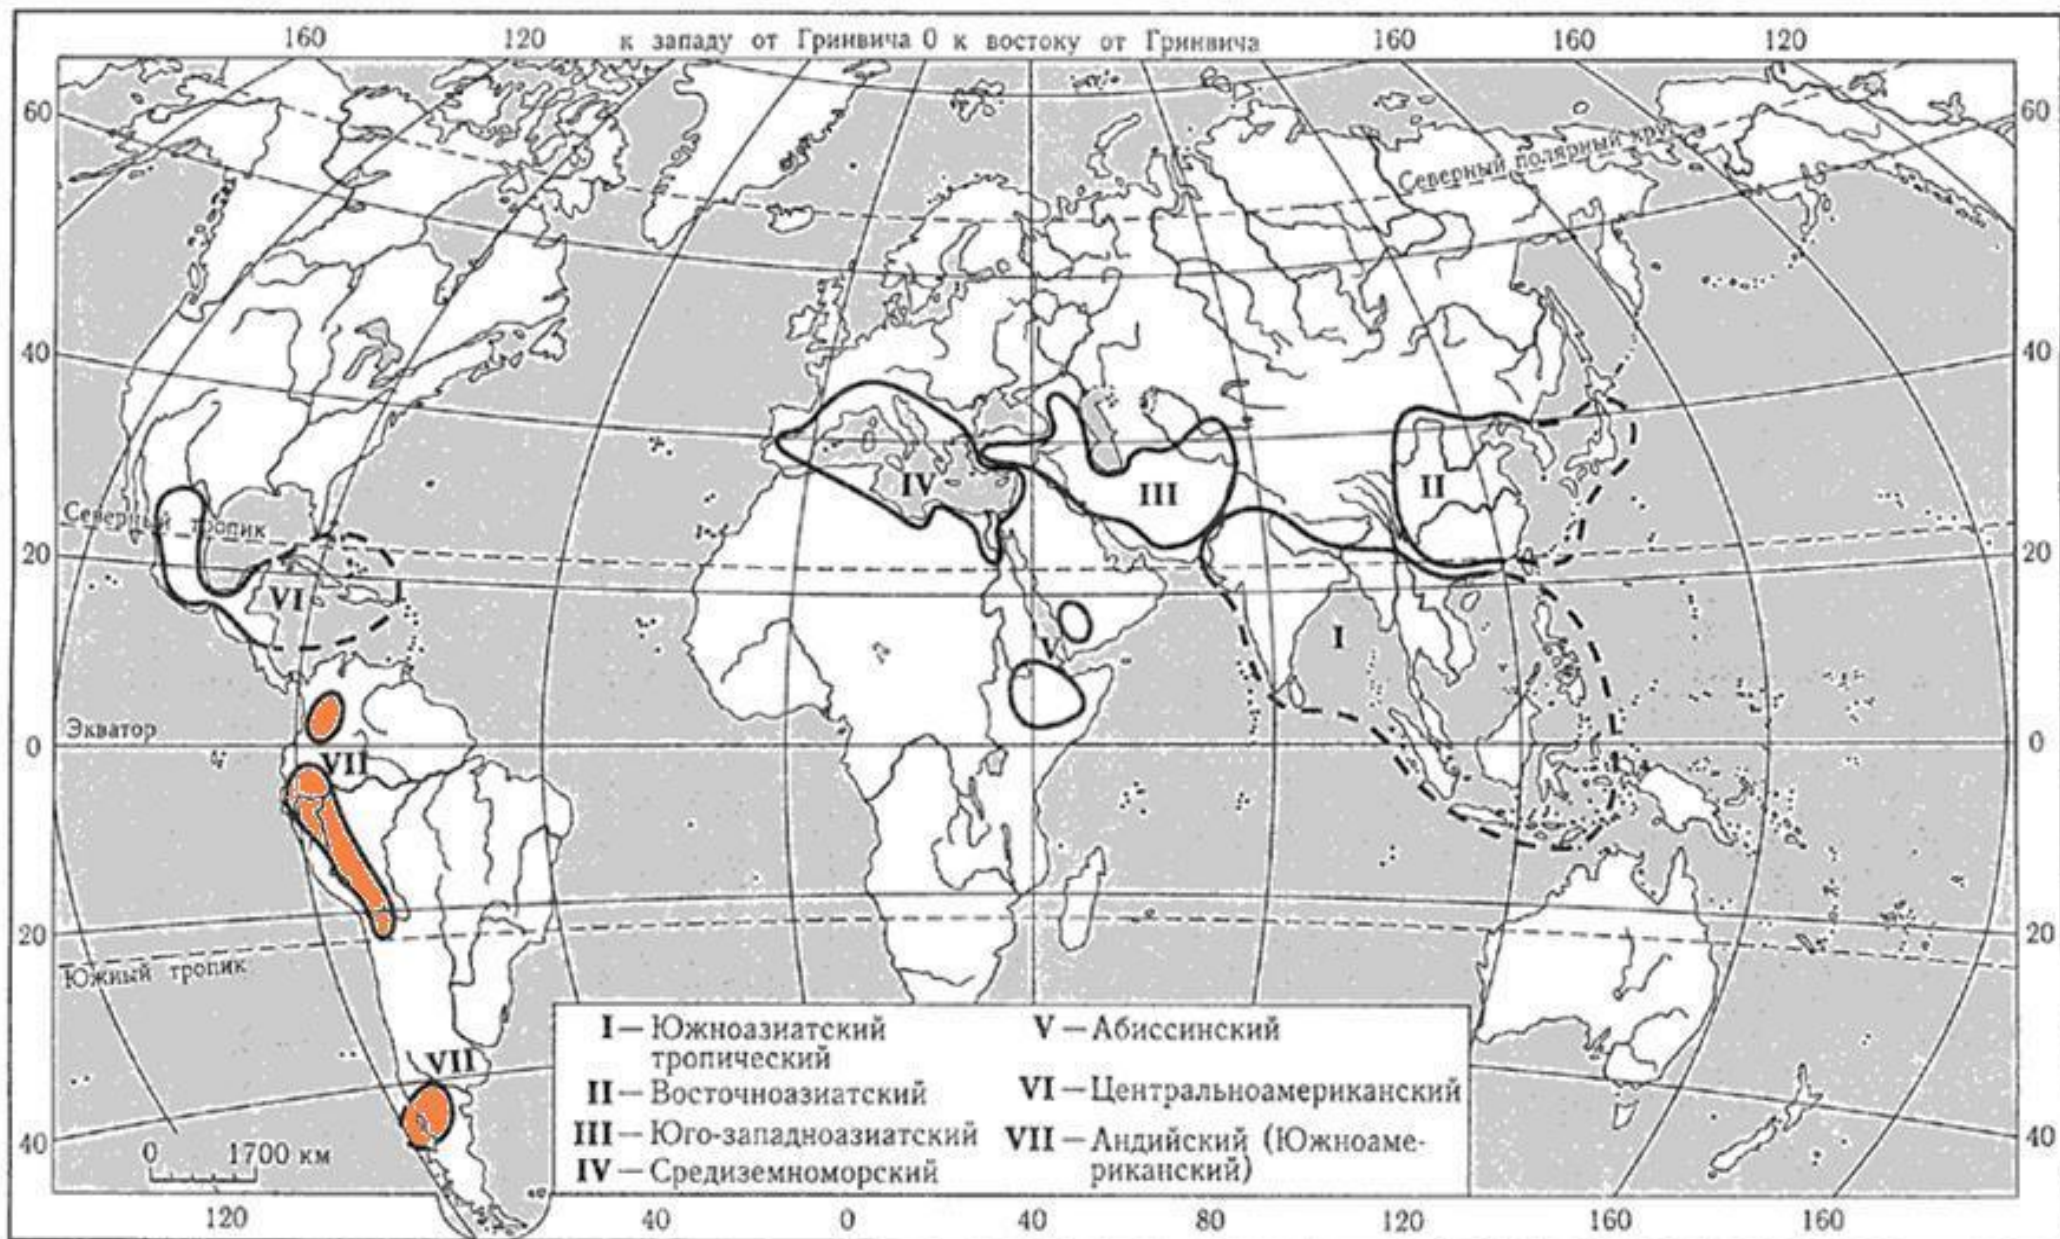 160 120 к западу от Гринвича 0 к востоку от Гринвича 160 160 120
60 60
Северный полярный круг
40 40
Северный тропик
20 20
IV III II
VI
I
V
Экватор
0 0
VII
20 20
Южный тропик
VII
40 40
0 1700 км
I — Южноазиатский
тропический
II — Восточноазиатский
III — Юго-западноазиатский
IV — Средиземноморский
V — Абиссинский
VI — Центральноамериканский
VII — Андийский (Южноаме-
риканский)
120 40 0 40 80 120 160 160